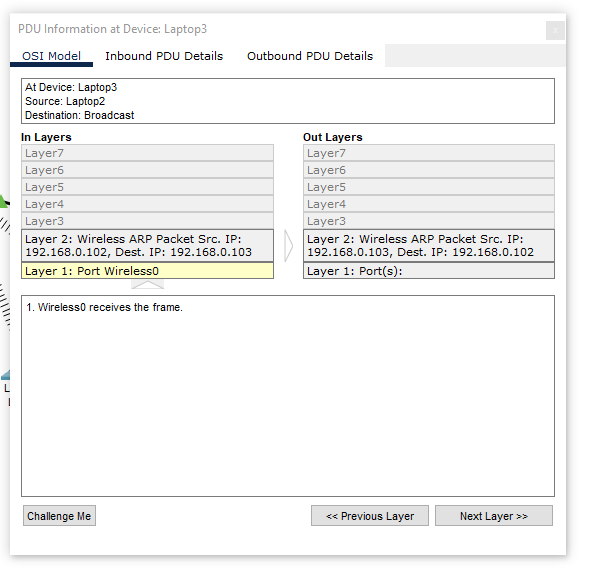 PDU Information at Device: Laptop3
x
OSI Model
Inbound PDU Details
Outbound PDU Details
At Device: Laptop3
Source: Laptop2
Destination: Broadcast
In Layers
Layer7
Layer6
Layer5
Layer4
Layer3
Layer 2: Wireless ARP Packet Src. IP:
192.168.0.102, Dest. IP: 192.168.0.103
Layer 1: Port Wireless0
Out Layers
Layer7
Layer6
Layer5
Layer4
Layer3
Layer 2: Wireless ARP Packet Src. IP:
192.168.0.103, Dest. IP: 192.168.0.102
Layer 1: Port(s):
1. Wireless0 receives the frame.
Challenge Me
<< Previous Layer
Next Layer >>